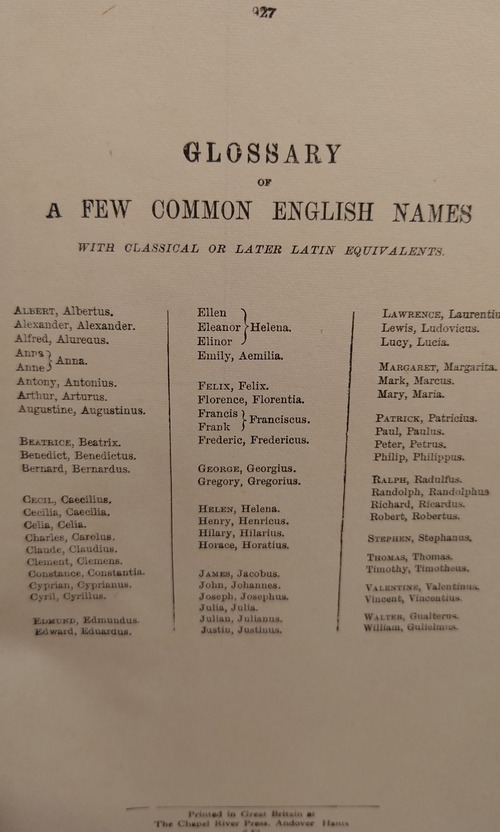 927
GLOSSARY
OF
A FEW COMMON ENGLISH NAMES
WITH CLASSICAL OR LATER LATIN EQUIVALENTS.
ALBERT, Albertus.
Alexander, Alexander.
Alfred, Aluredus.
Anna
Anne } Anna.
Antony, Antonius.
Arthur, Arturus.
Augustine, Augustinus.
BEATRICE, Beatrix.
Benedict, Benedictus.
Bernard, Bernardus.
CECIL, Caecilius.
Cecilia, Caecilia.
Celia, Celia.
Charles, Carolus.
Claude, Claudius.
Clement, Clemens.
Constance, Constantia.
Cyprian, Cyprianus.
Cyril, Cyrillus.
EDMUND, Edmundus.
Edward, Eduardus.
Ellen
Eleanor } Helena.
Elinor
Emily, Aemilia.
FELIX, Felix.
Florence, Florentia.
Francis
Frank } Franciscus.
Frederic, Fredericus.
GEORGE, Georgius.
Gregory, Gregorius.
HELEN, Helena.
Henry, Henricus.
Hilary, Hilarius.
Horace, Horatius.
JAMES, Jacobus.
John, Johannes.
Joseph, Josephus.
Julia, Julia.
Julian, Julianus.
Justin, Justinus.
LAWRENCE, Laurentiu
Lewis, Ludovicus.
Lucy, Lucia.
MARGARET, Margarita.
Mark, Marcus.
Mary, Maria.
PATRICK, Patricius.
Paul, Paulus.
Peter, Petrus.
Philip, Philippus.
RALPH, Radulfus.
Randolph, Randolphus
Richard, Ricardus.
Robert, Robertus.
STEPHEN, Stephanus.
THOMAS, Thomas.
Timothy, Timotheus.
VALENTINE, Valentinus.
Vincent, Vincentius.
WALTER, Gualterus.
William, Gulielmus.
Printed in Great Britain at
The Chapel River Press, Andover Hants